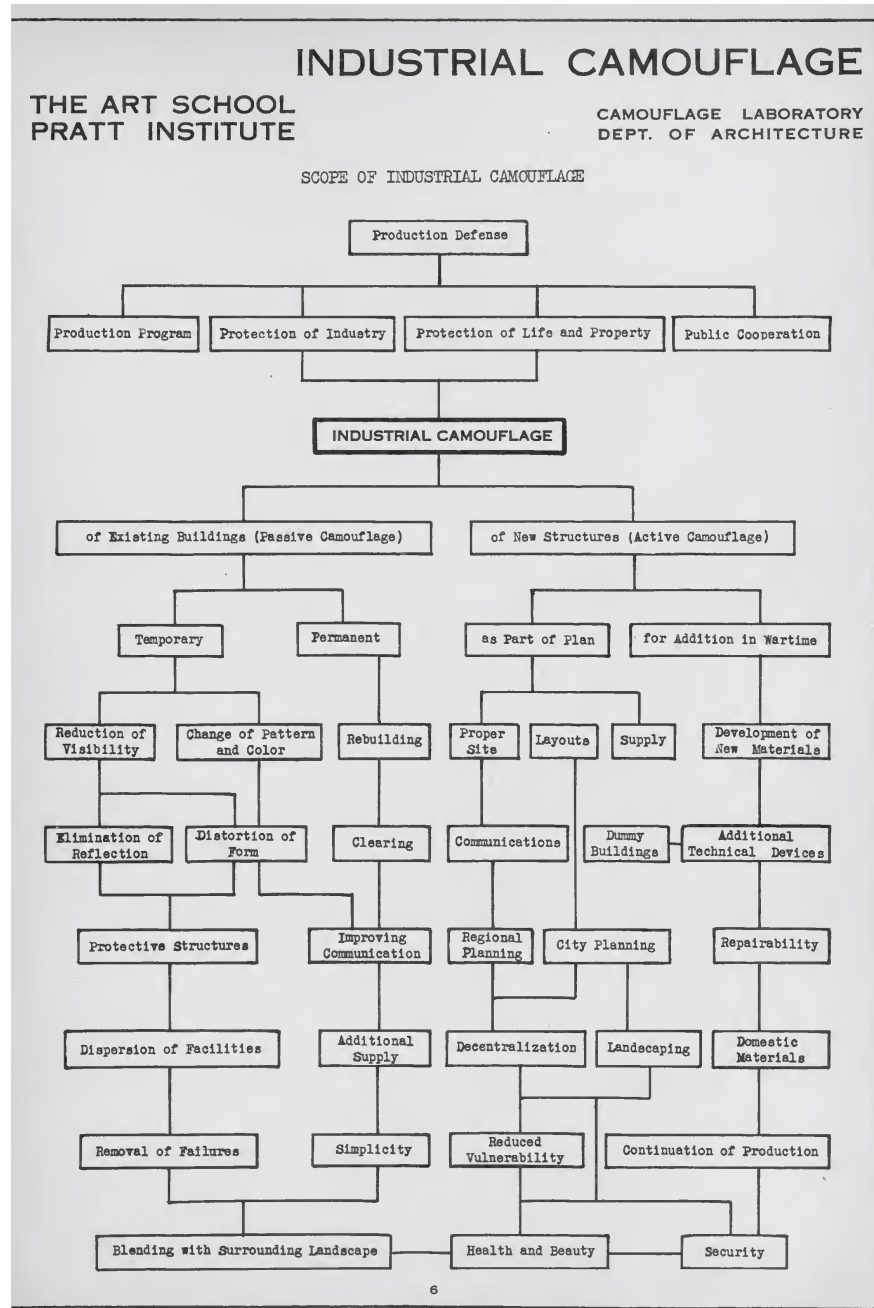 INDUSTRIAL CAMOUFLAGE
THE ART SCHOOL
PRATT INSTITUTE
CAMOUFLAGE LABORATORY
DEPT. OF ARCHITECTURE
SCOPE OF INDUSTRIAL CAMOUFLAGE
Production Defense
Production Program
Protection of Industry
Protection of Life and Property
Public Cooperation
INDUSTRIAL CAMOUFLAGE
of Existing Buildings (Passive Camouflage)
of New Structures (Active Camouflage)
Temporary
Permanent
as Part of Plan
for Addition in Wartime
Reduction of
Visibility
Change of Pattern
and Color
Rebuilding
Proper
Site
Layouts
Supply
Development of
New Materials
Elimination of
Reflection
Distortion of
Form
Clearing
Communications
Dummy
Buildings
Additional
Technical Devices
Protective Structures
Improving
Communication
Regional
Planning
City Planning
Repairability
Dispersion of Facilities
Additional
Supply
Decentralization
Landscaping
Domestic
Materials
Removal of Failures
Simplicity
Reduced
Vulnerability
Continuation of Production
Blending with Surrounding Landscape
Health and Beauty
Security
6